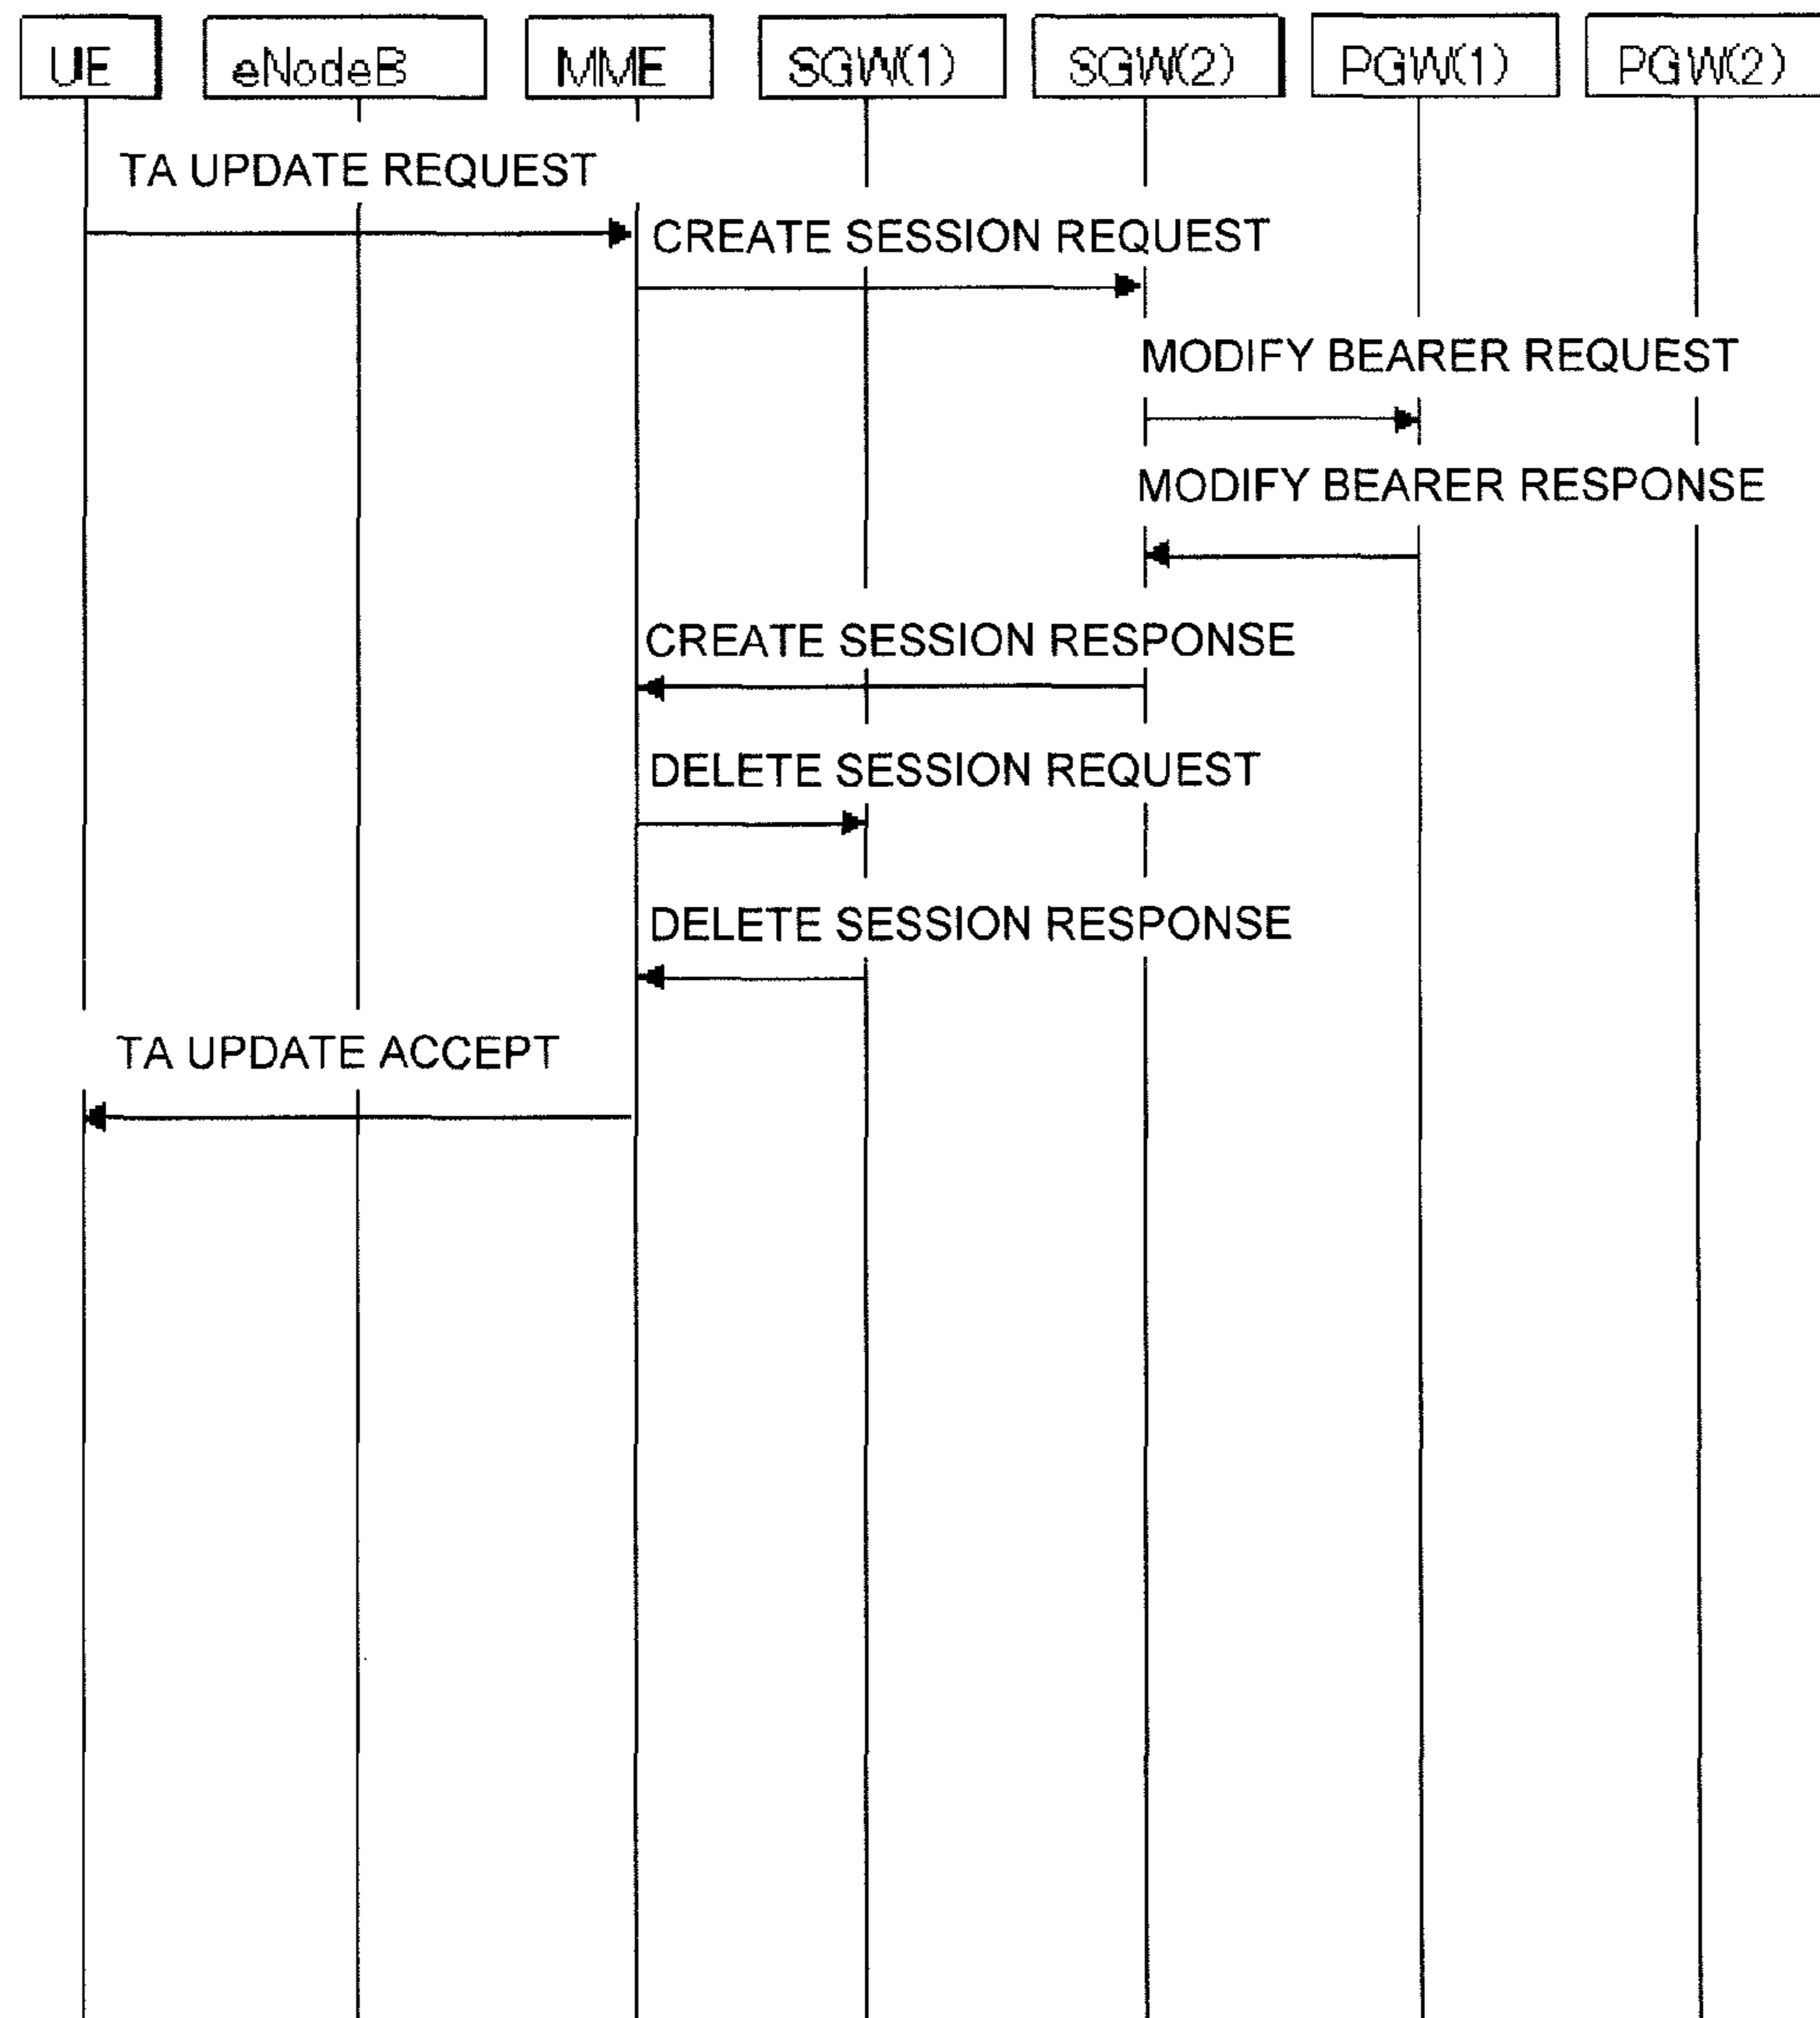 UE eNodeB MME SGW(1) SGW(2) PGW(1) PGW(2)
TA UPDATE REQUEST
CREATE SESSION REQUEST
MODIFY BEARER REQUEST
MODIFY BEARER RESPONSE
CREATE SESSION RESPONSE
DELETE SESSION REQUEST
DELETE SESSION RESPONSE
TA UPDATE ACCEPT